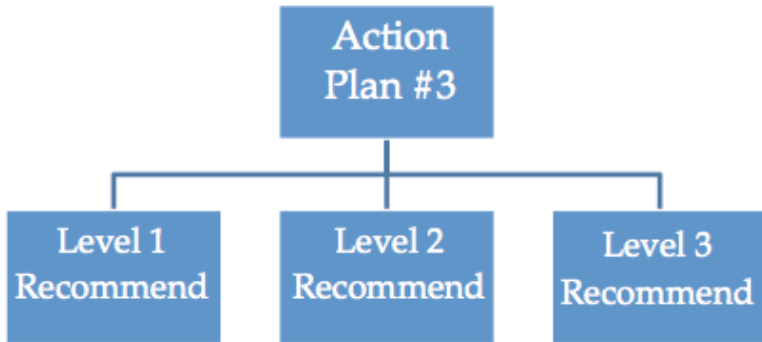 Action
Plan #3
Level 1
Recommend
Level 2
Recommend
Level 3
Recommend